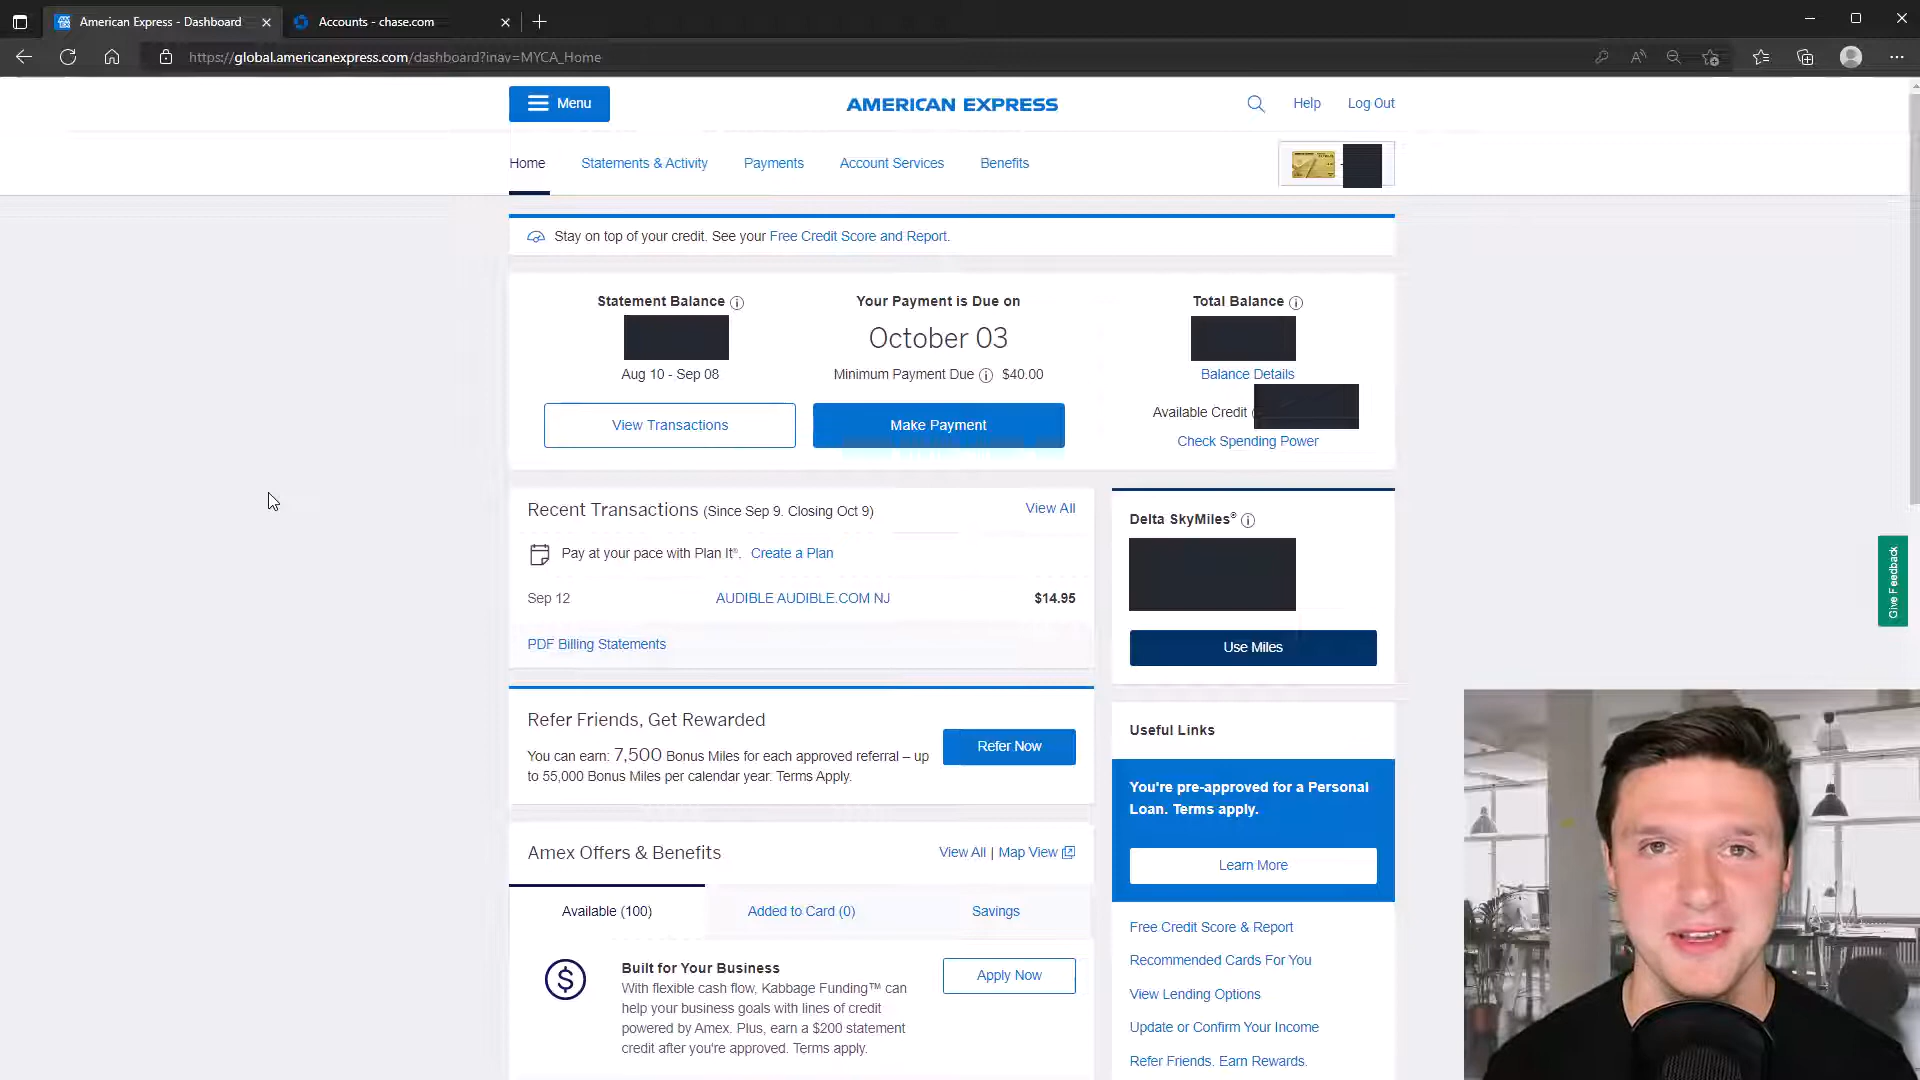 American Express - Dashboard
Accounts - chase.com
https://global.americanexpress.com/dashboard?inav=MYCA_Home
Menu
AMERICAN EXPRESS
Help
Log Out
Home
Statements & Activity
Payments
Account Services
Benefits
Stay on top of your credit. See your Free Credit Score and Report.
Statement Balance
Aug 10 - Sep 08
View Transactions
Your Payment is Due on
October 03
Minimum Payment Due $40.00
Make Payment
Total Balance
Balance Details
Available Credit
Check Spending Power
Recent Transactions (Since Sep 9. Closing Oct 9)
View All
Pay at your pace with Plan It®. Create a Plan
Sep 12 AUDIBLE AUDIBLE.COM NJ $14.95
PDF Billing Statements
Delta SkyMiles®
Use Miles
Give Feedback
Refer Friends, Get Rewarded
You can earn: 7,500 Bonus Miles for each approved referral – up
to 55,000 Bonus Miles per calendar year. Terms Apply.
Refer Now
Useful Links
You're pre-approved for a Personal
Loan. Terms apply.
Learn More
Free Credit Score & Report
Recommended Cards For You
View Lending Options
Update or Confirm Your Income
Refer Friends. Earn Rewards.
Amex Offers & Benefits
View All | Map View
Available (100)
Added to Card (0)
Savings
Built for Your Business
With flexible cash flow, Kabbage Funding™ can
help your business goals with lines of credit
powered by Amex. Plus, earn a $200 statement
credit after you're approved. Terms apply.
Apply Now